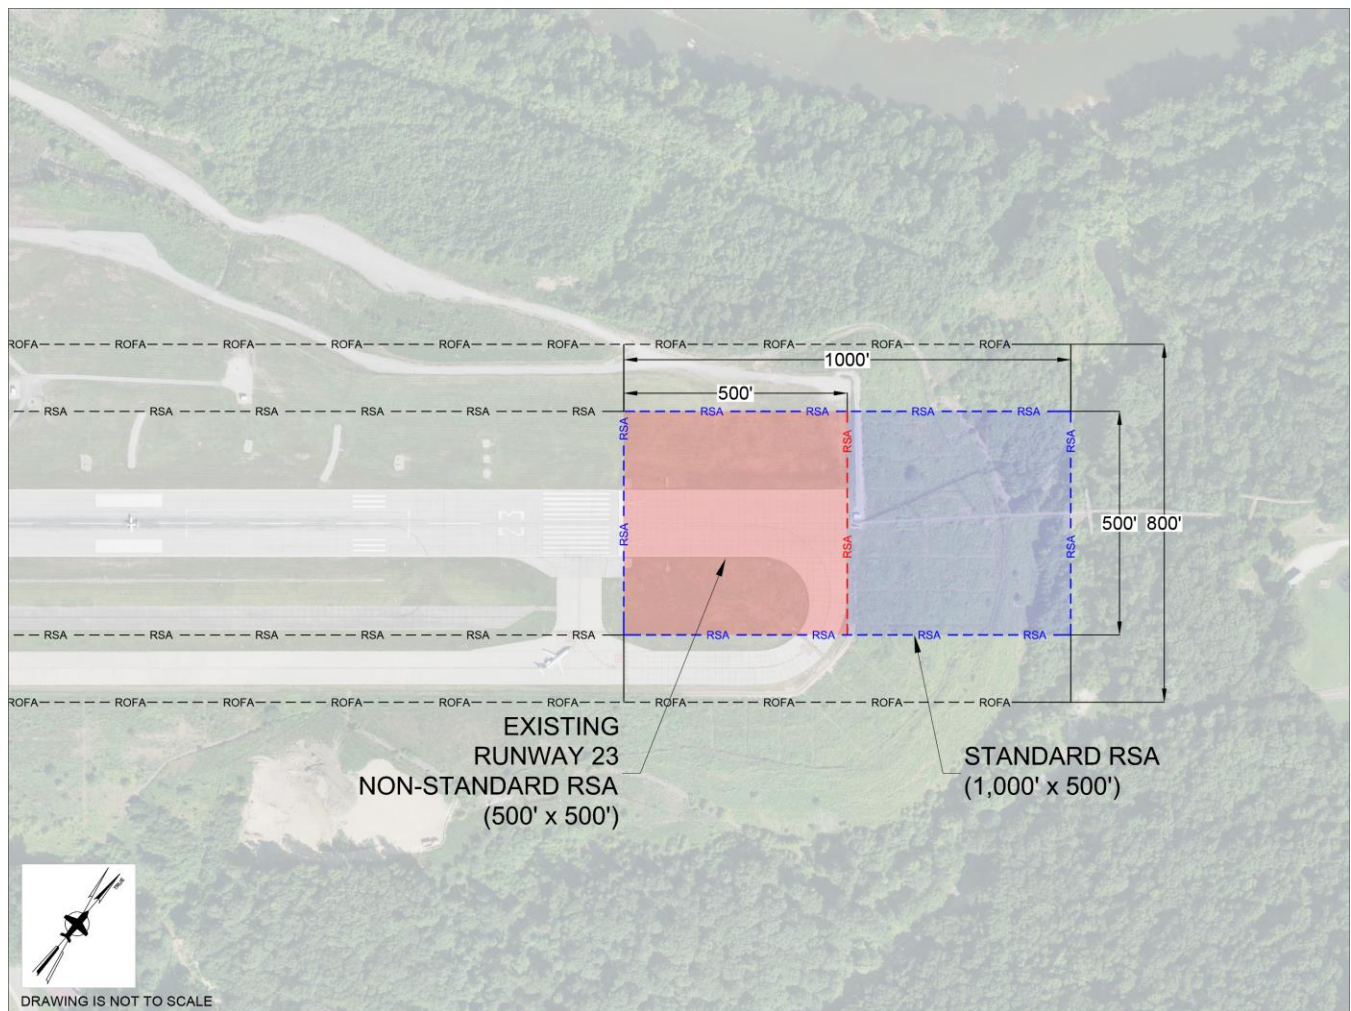 ROFA ROFA ROFA ROFA ROFA ROFA ROFA ROFA ROFA ROFA
1000'
500'
RSA RSA RSA RSA RSA RSA RSA RSA RSA RSA
RSA RSA RSA
23
500' 800'
RSA RSA RSA
RSA RSA RSA RSA RSA RSA RSA RSA RSA RSA
ROFA ROFA ROFA ROFA ROFA ROFA ROFA ROFA ROFA ROFA
EXISTING
RUNWAY 23
NON-STANDARD RSA
(500' x 500')
STANDARD RSA
(1,000' x 500')
TRUE
DRAWING IS NOT TO SCALE